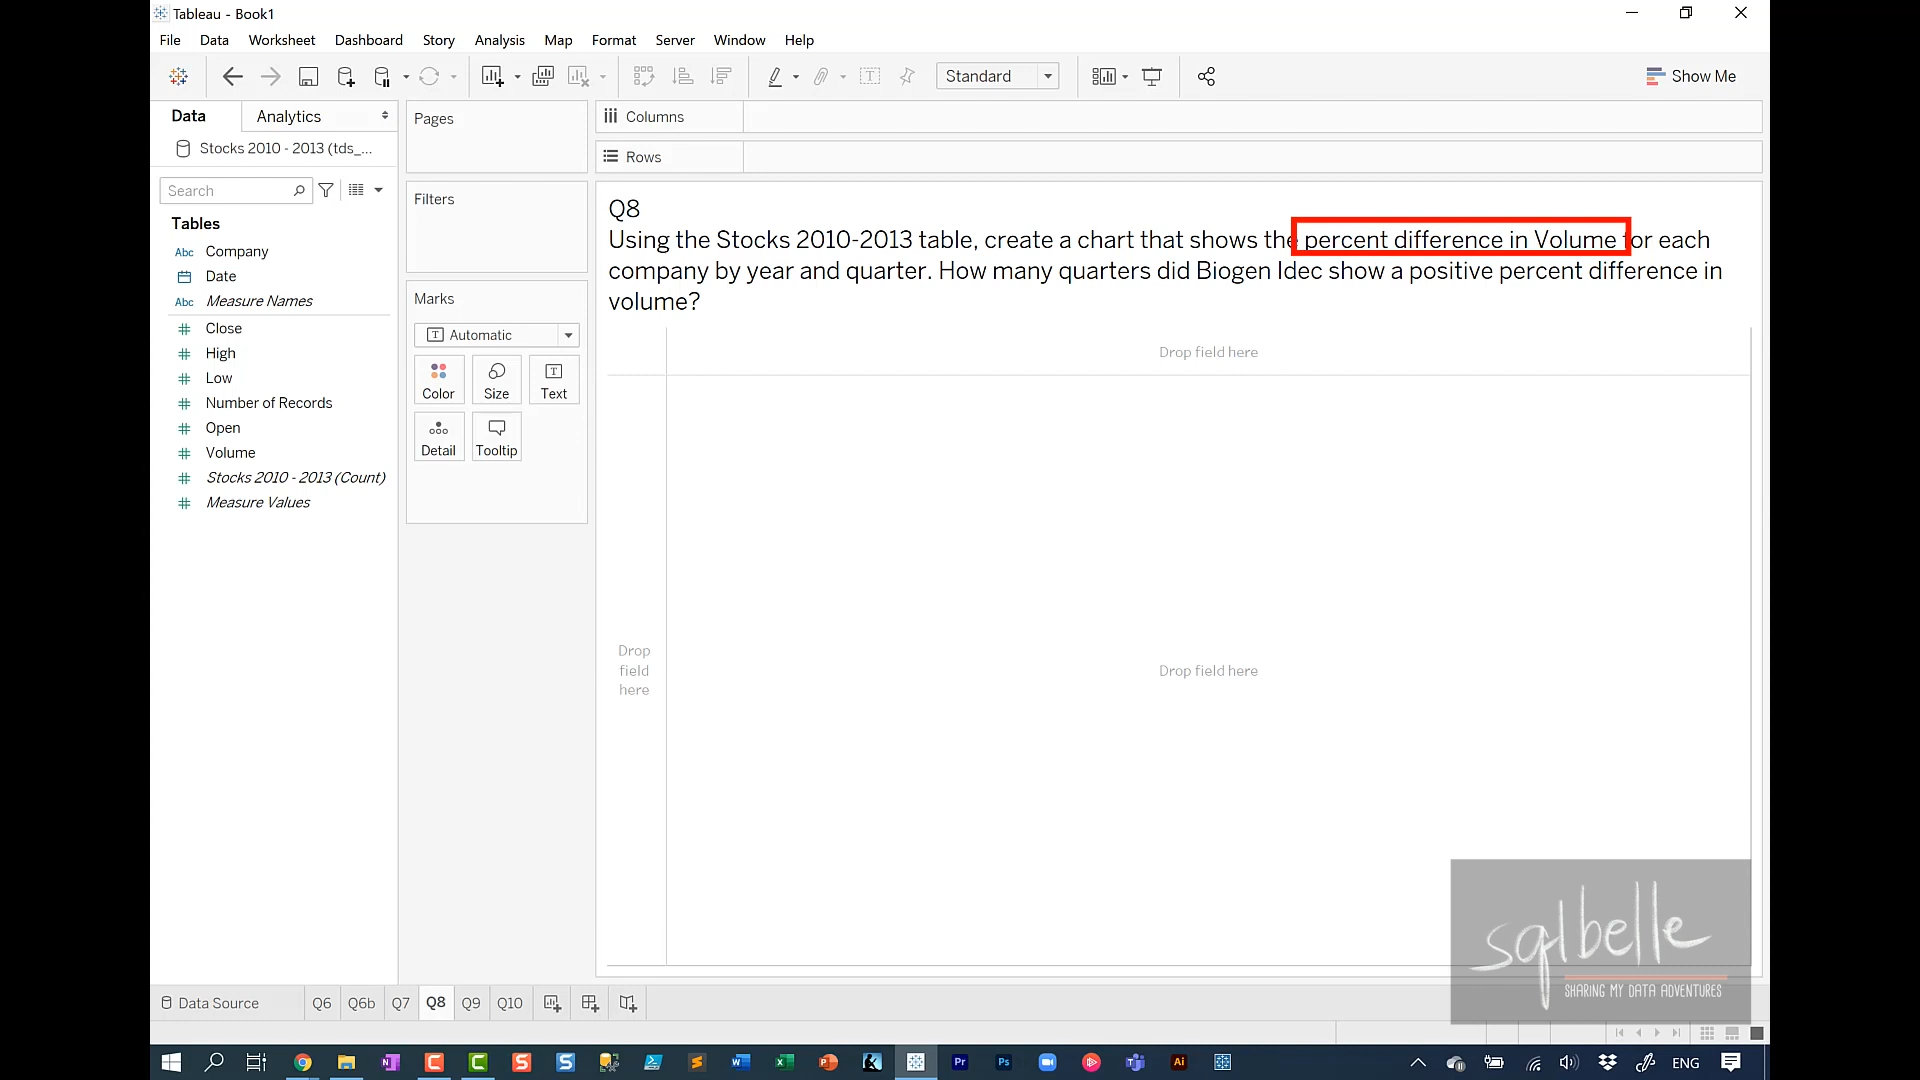 Tableau - Book1
File Data Worksheet Dashboard Story Analysis Map Format Server Window Help
Standard
Show Me
Data
Analytics
Stocks 2010 - 2013 (tds_...
Search
Tables
Abc Company
Date
Abc Measure Names
Close
High
Low
Number of Records
Open
Volume
Stocks 2010 - 2013 (Count)
Measure Values
Pages
Filters
Marks
Automatic
Color Size Text
Detail Tooltip
Columns
Rows
Q8
Using the Stocks 2010-2013 table, create a chart that shows the percent difference in Volume for each
company by year and quarter. How many quarters did Biogen Idec show a positive percent difference in
volume?
Drop field here
Drop
field
here
Drop field here
sqlbelle
SHARING MY DATA ADVENTURES
Data Source Q6 Q6b Q7 Q8 Q9 Q10
ENG